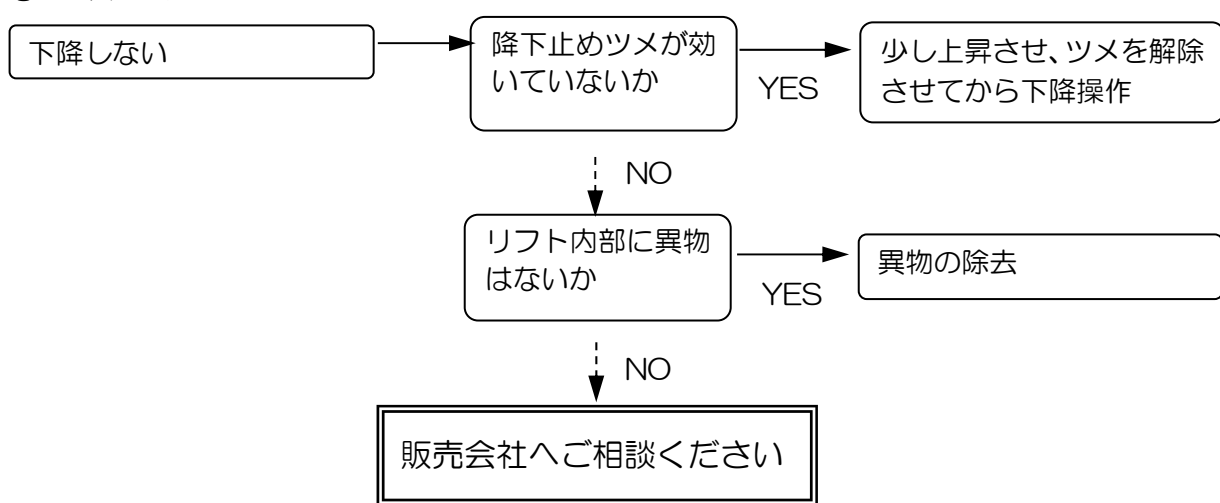 下降しない
降下止めツメが効
いていないか
YES
少し上昇させ、ツメを解除
させてから下降操作
NO
リフト内部に異物
はないか
YES
異物の除去
NO
販売会社へご相談ください